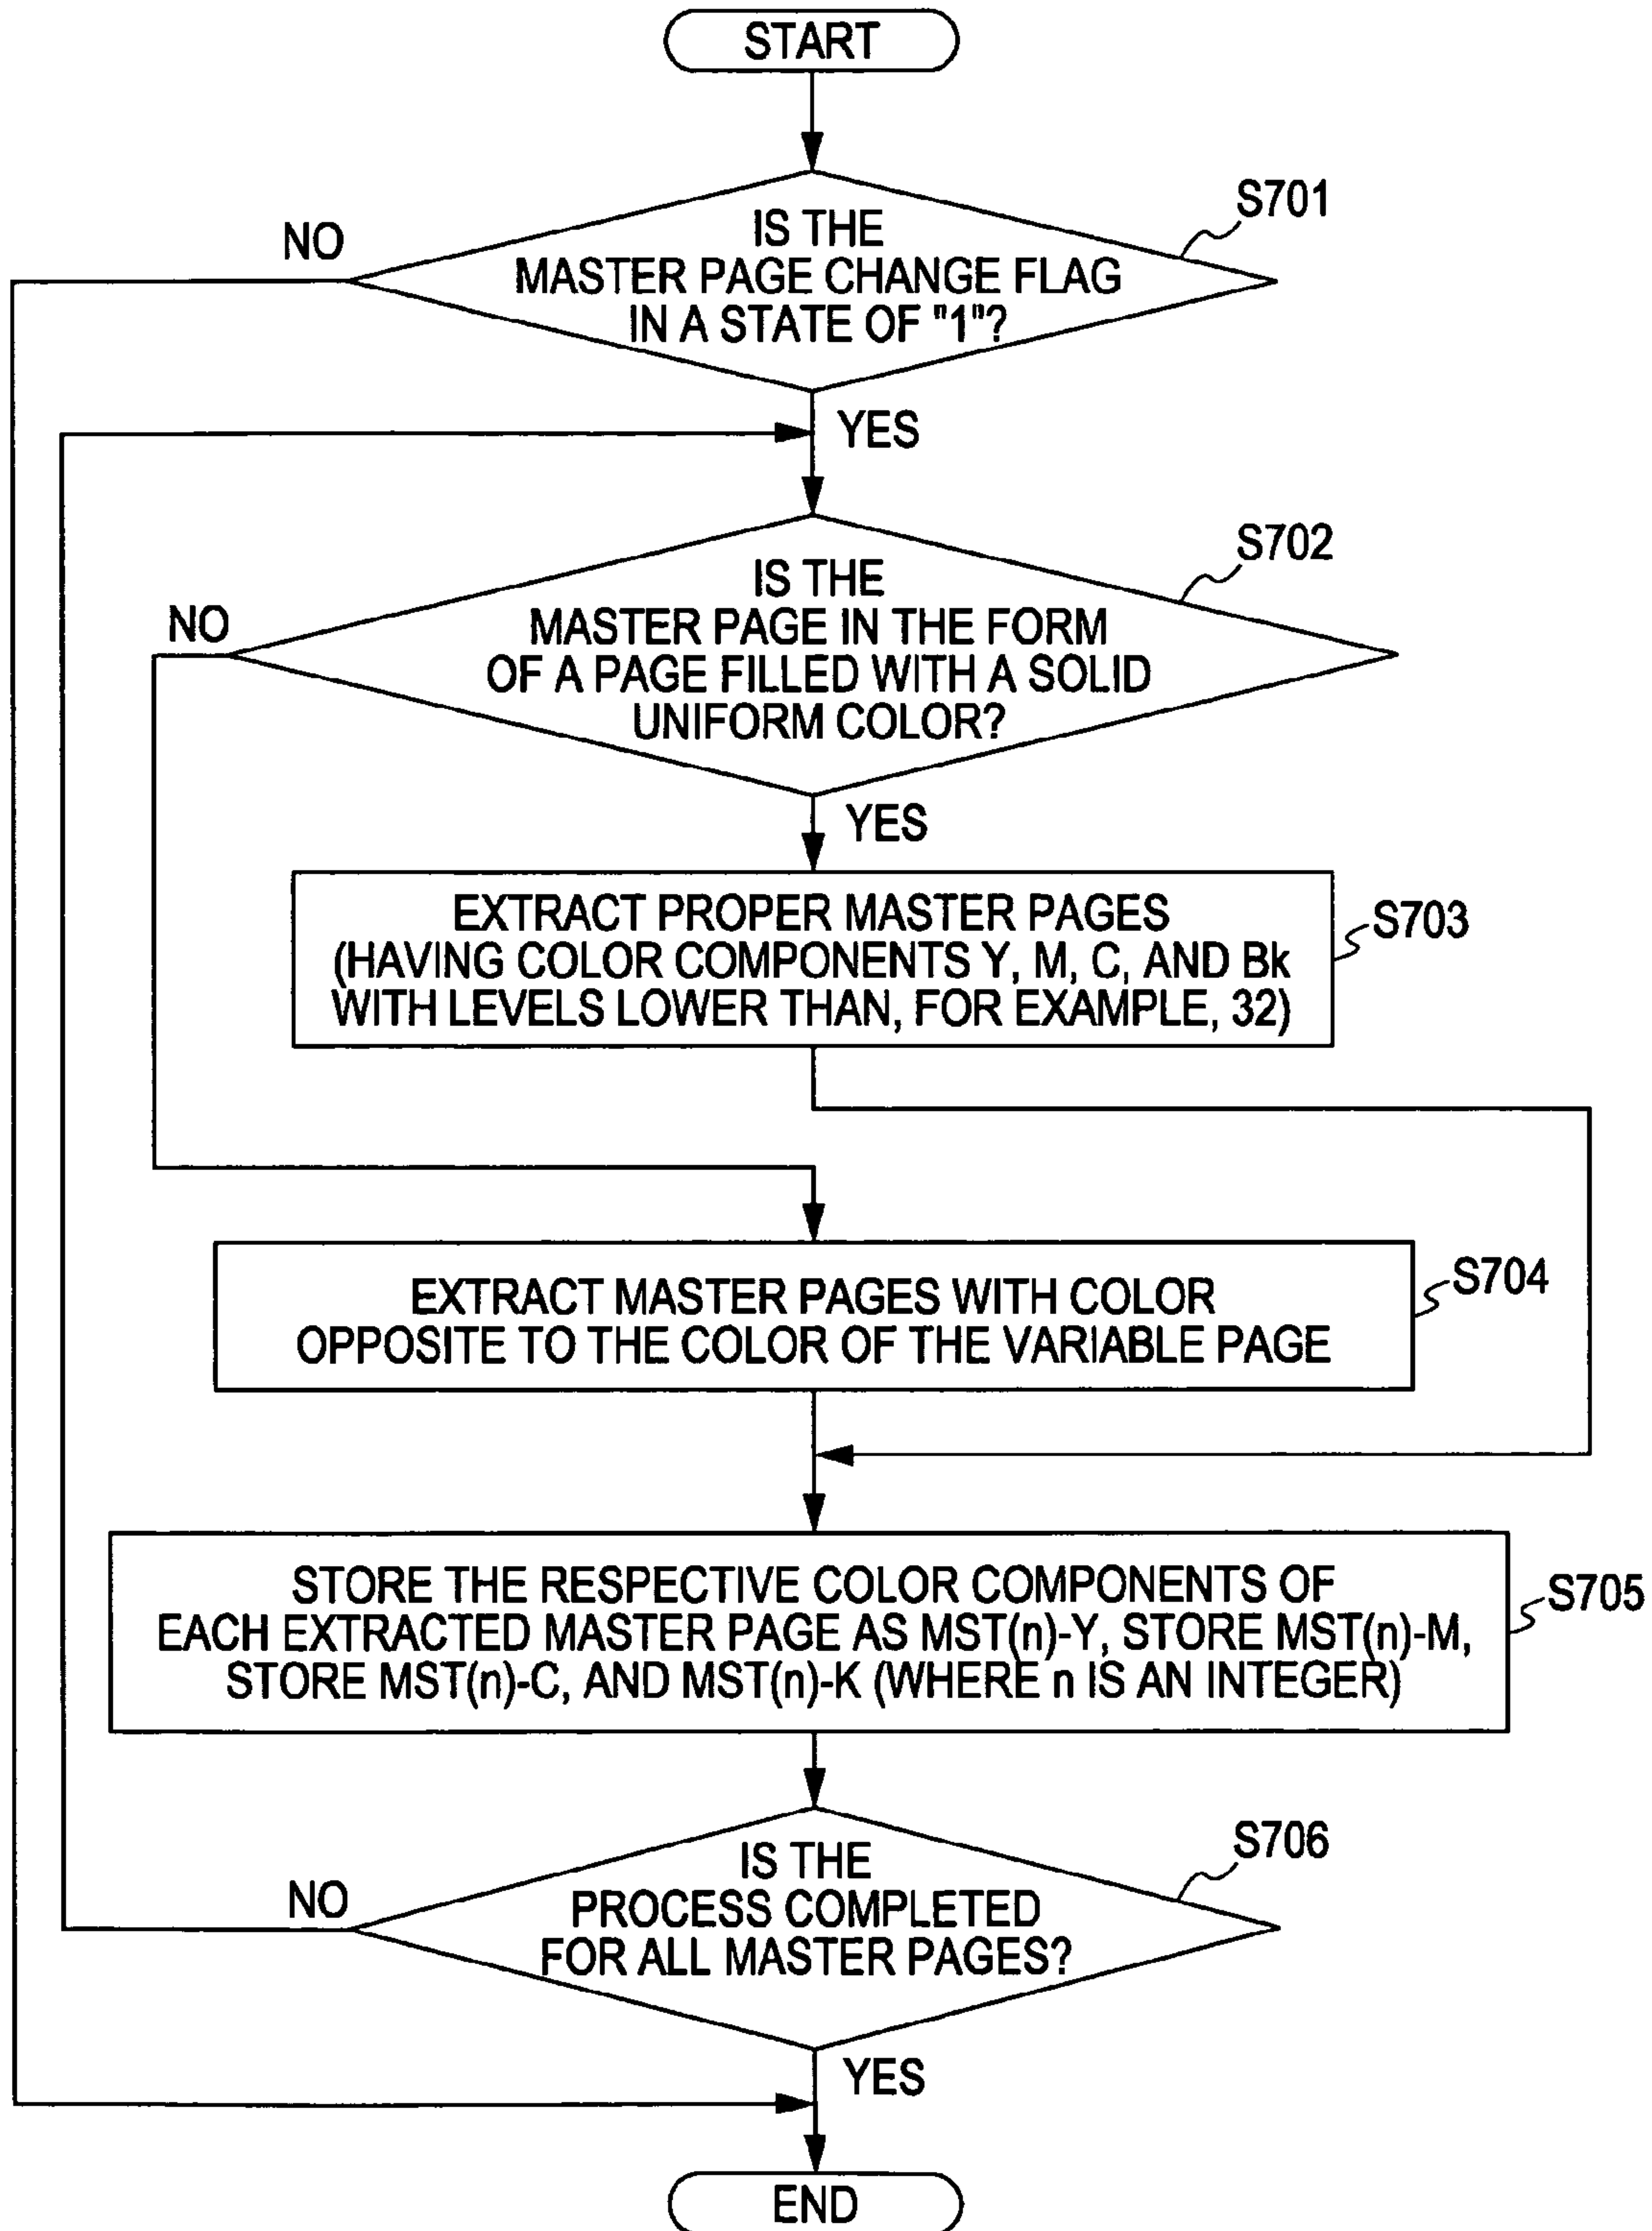 START
S701
NO
IS THE
MASTER PAGE CHANGE FLAG
IN A STATE OF "1"?
YES
S702
NO
IS THE
MASTER PAGE IN THE FORM
OF A PAGE FILLED WITH A SOLID
UNIFORM COLOR?
YES
EXTRACT PROPER MASTER PAGES
(HAVING COLOR COMPONENTS Y, M, C, AND Bk
WITH LEVELS LOWER THAN, FOR EXAMPLE, 32)
S703
EXTRACT MASTER PAGES WITH COLOR
OPPOSITE TO THE COLOR OF THE VARIABLE PAGE
S704
STORE THE RESPECTIVE COLOR COMPONENTS OF
EACH EXTRACTED MASTER PAGE AS MST(n)-Y, STORE MST(n)-M,
STORE MST(n)-C, AND MST(n)-K (WHERE n IS AN INTEGER)
S705
S706
NO
IS THE
PROCESS COMPLETED
FOR ALL MASTER PAGES?
YES
END